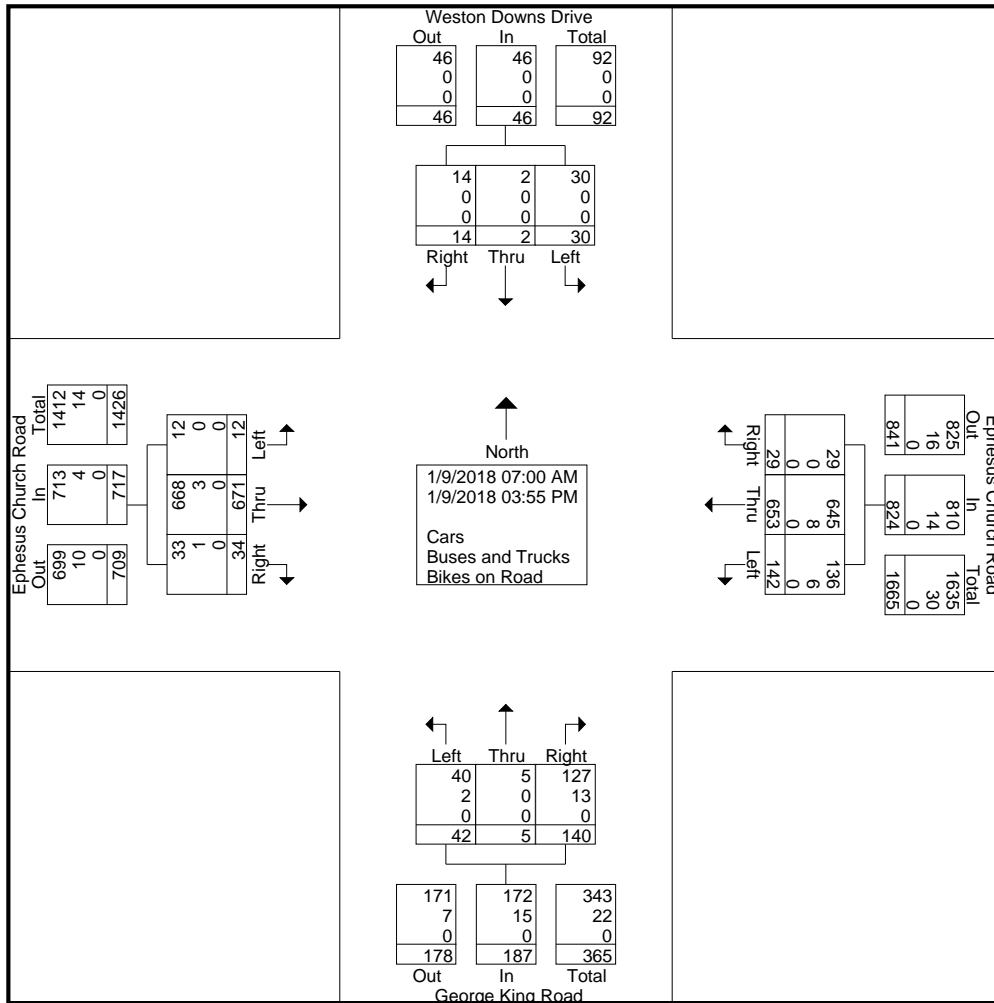 Weston Downs Drive
Out In Total
46 46 92
0 0 0
0 0 0
46 46 92
14 2 30
0 0 0
0 0 0
14 2 30
Right Thru Left
Ephesus Church Road
Total In Out
1412 14 0 1426
713 4 0 717
699 10 0 709
12 0 0 12 Left
668 3 0 671 Thru
33 1 0 34 Right
North
1/9/2018 07:00 AM
1/9/2018 03:55 PM
Cars
Buses and Trucks
Bikes on Road
Right 29 0 0 29
Thru 645 8 0 653
Left 136 6 0 142
Ephesus Church Road
Out In Total
825 16 0 841
810 14 0 824
1635 30 0 1665
Left Thru Right
40 5 127
2 0 13
0 0 0
42 5 140
171 172 343
7 15 22
0 0 0
178 187 365
Out In Total
George King Road